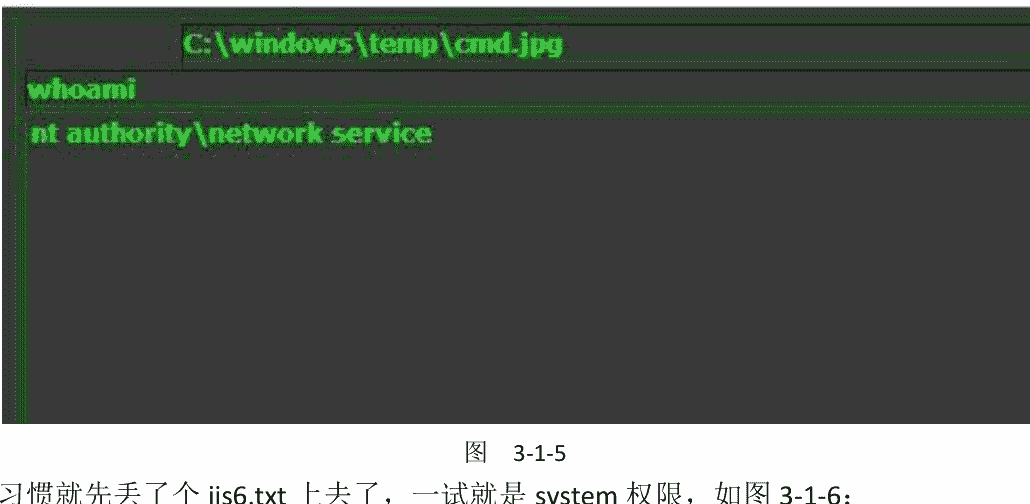 C:\windows\temp\cmd.jpg
whoami
nt authority\network service
图 3-1-5
习惯就先丢了个 iis6.txt 上去了，一试就是 system 权限，如图 3-1-6：